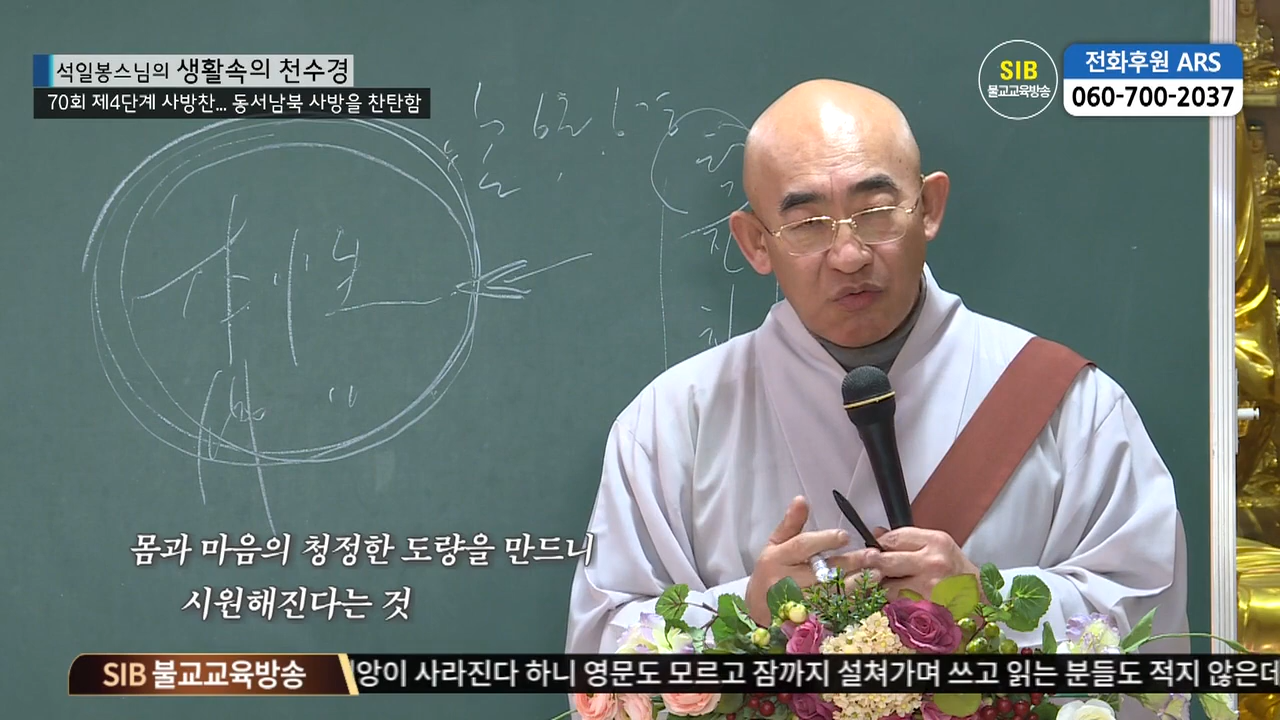 석일봉스님의 생활속의 천수경
70회 제4단계 사방찬... 동서남북 사방을 찬탄함
SIB
불교교육방송
전화후원 ARS
060-700-2037
몸과 마음의 청정한 도량을 만드니
시원해진다는 것
SIB 불교교육방송
앙이 사라진다 하니 영문도 모르고 잠까지 설쳐가며 쓰고 읽는 분들도 적지 않은데